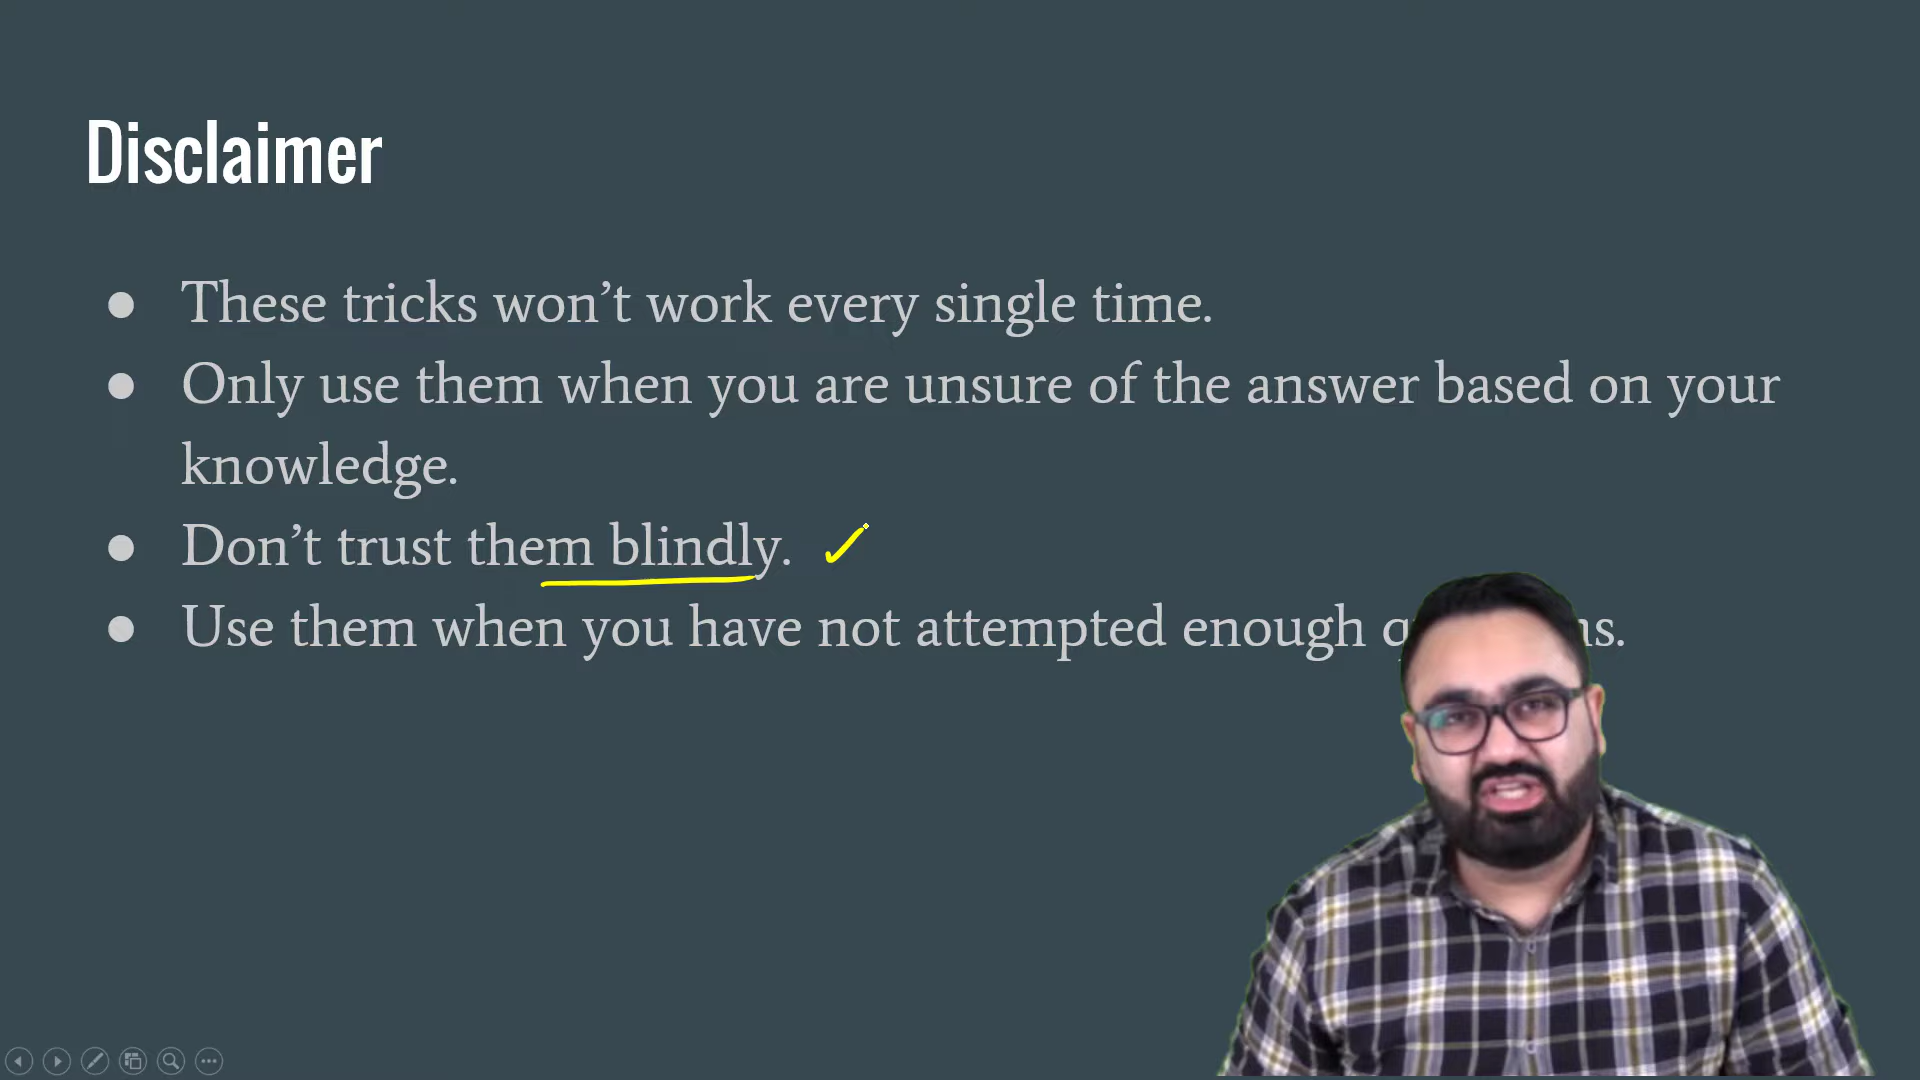 Disclaimer
● These tricks won’t work every single time.
● Only use them when you are unsure of the answer based on your
knowledge.
● Don’t trust them blindly. ✓
● Use them when you have not attempted enough